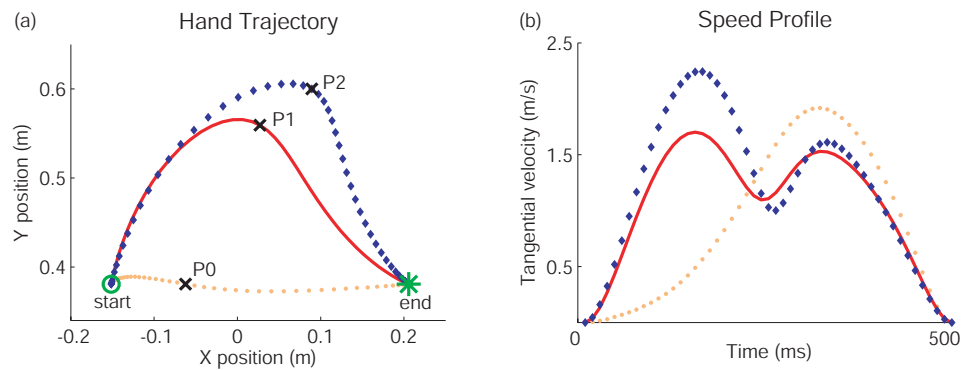 (a)
Hand Trajectory
Y position (m)
0.6
0.5
0.4
P2
P1
P0
start
end
-0.2
-0.1
0
0.1
0.2
X position (m)
(b)
Speed Profile
Tangential velocity (m/s)
2.5
1.5
0.5
0
500
Time (ms)